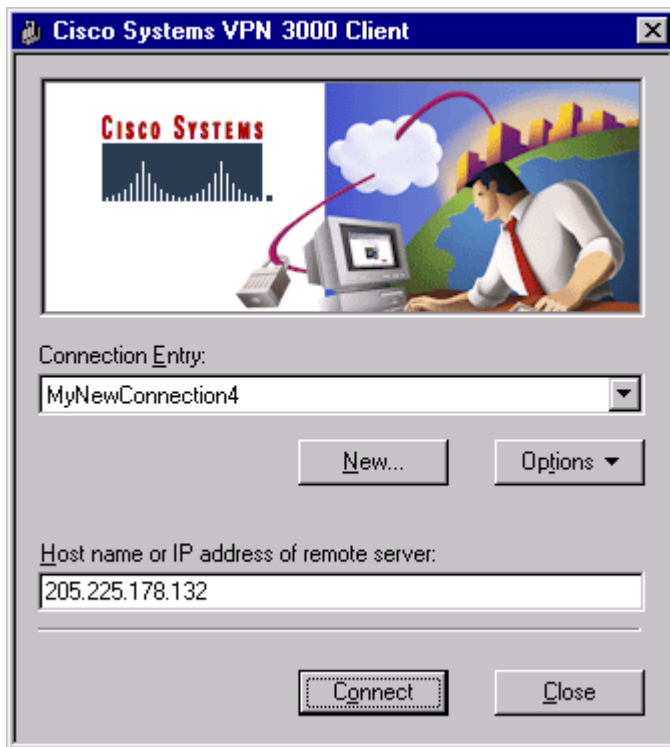 Cisco Systems VPN 3000 Client
CISCO SYSTEMS
Connection Entry:
MyNewConnection4
New...
Options
Host name or IP address of remote server:
205.225.178.132
Connect
Close